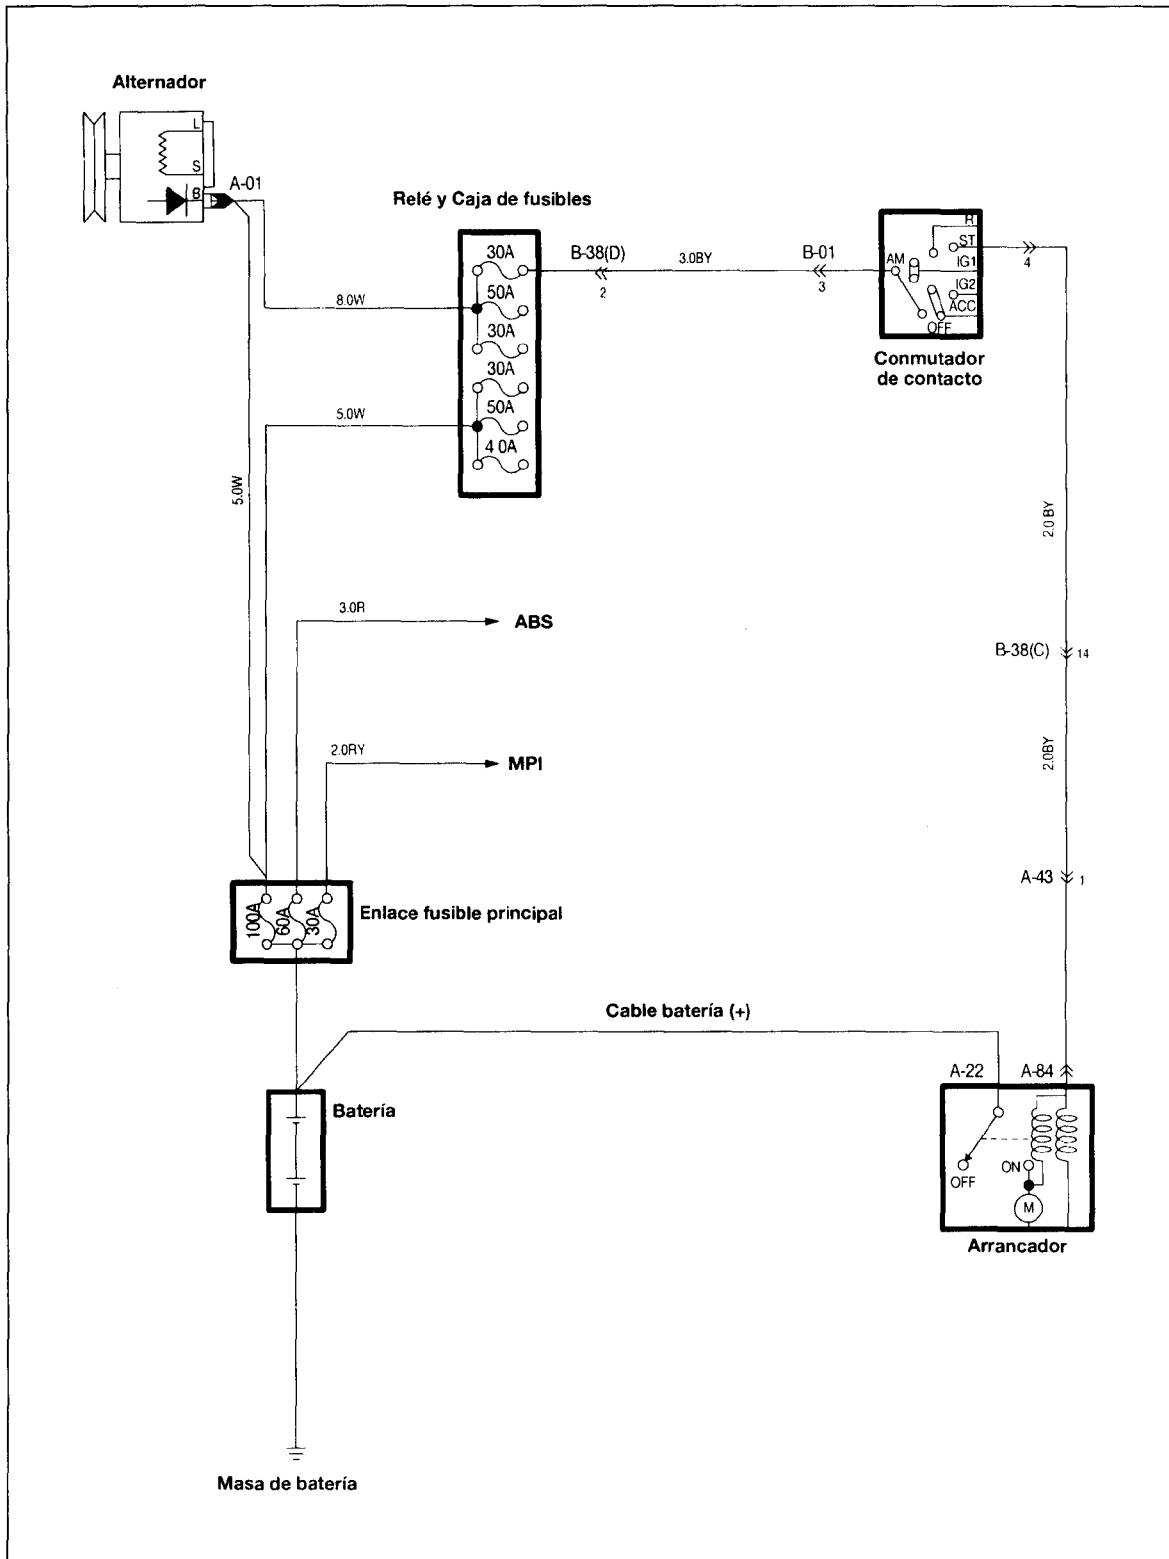 Alternador
L
S
B
A-01
Relé y Caja de fusibles
30A
50A
30A
30A
50A
4 0A
8.0W
5.0W
5.0W
B-38(D)
2
3.0BY
B-01
3
R
ST
AM
IG1
IG2
ACC
OFF
4
Conmutador
de contacto
2.0 BY
3.0R
ABS
B-38(C)
14
2.0RY
MPI
2.0BY
A-43
1
100A
60A
30A
Enlace fusible principal
Cable batería (+)
A-22
A-84
Batería
OFF
ON
M
Arrancador
Masa de batería